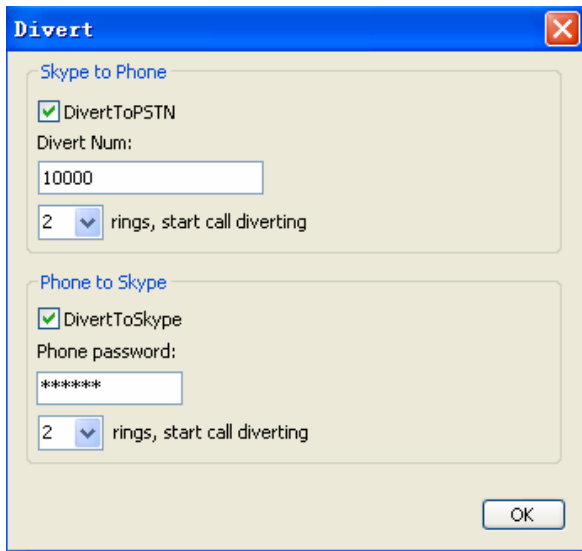 Divert
Skype to Phone
DivertToPSTN
Divert Num:
10000
2 rings, start call diverting
Phone to Skype
DivertToSkype
Phone password:
******
2 rings, start call diverting
OK